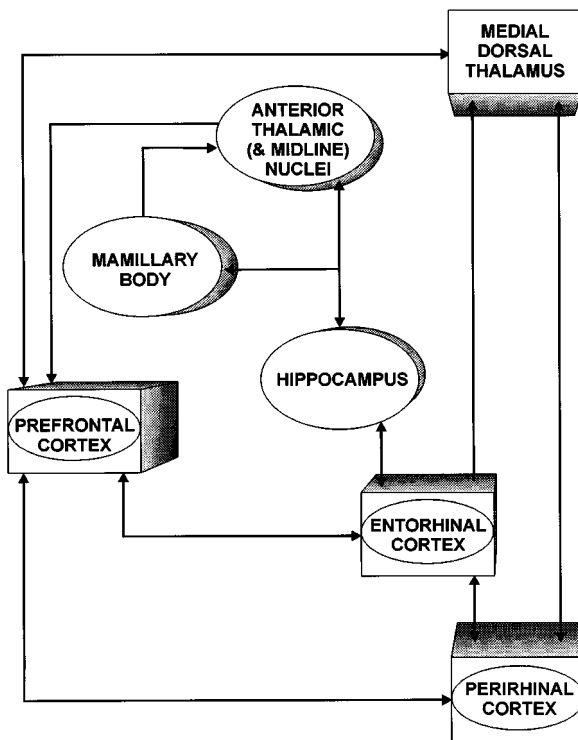 MEDIAL
DORSAL
THALAMUS
ANTERIOR
THALAMIC
(& MIDLINE)
NUCLEI
MAMILLARY
BODY
HIPPOCAMPUS
PREFRONTAL
CORTEX
ENTORHINAL
CORTEX
PERIRHINAL
CORTEX